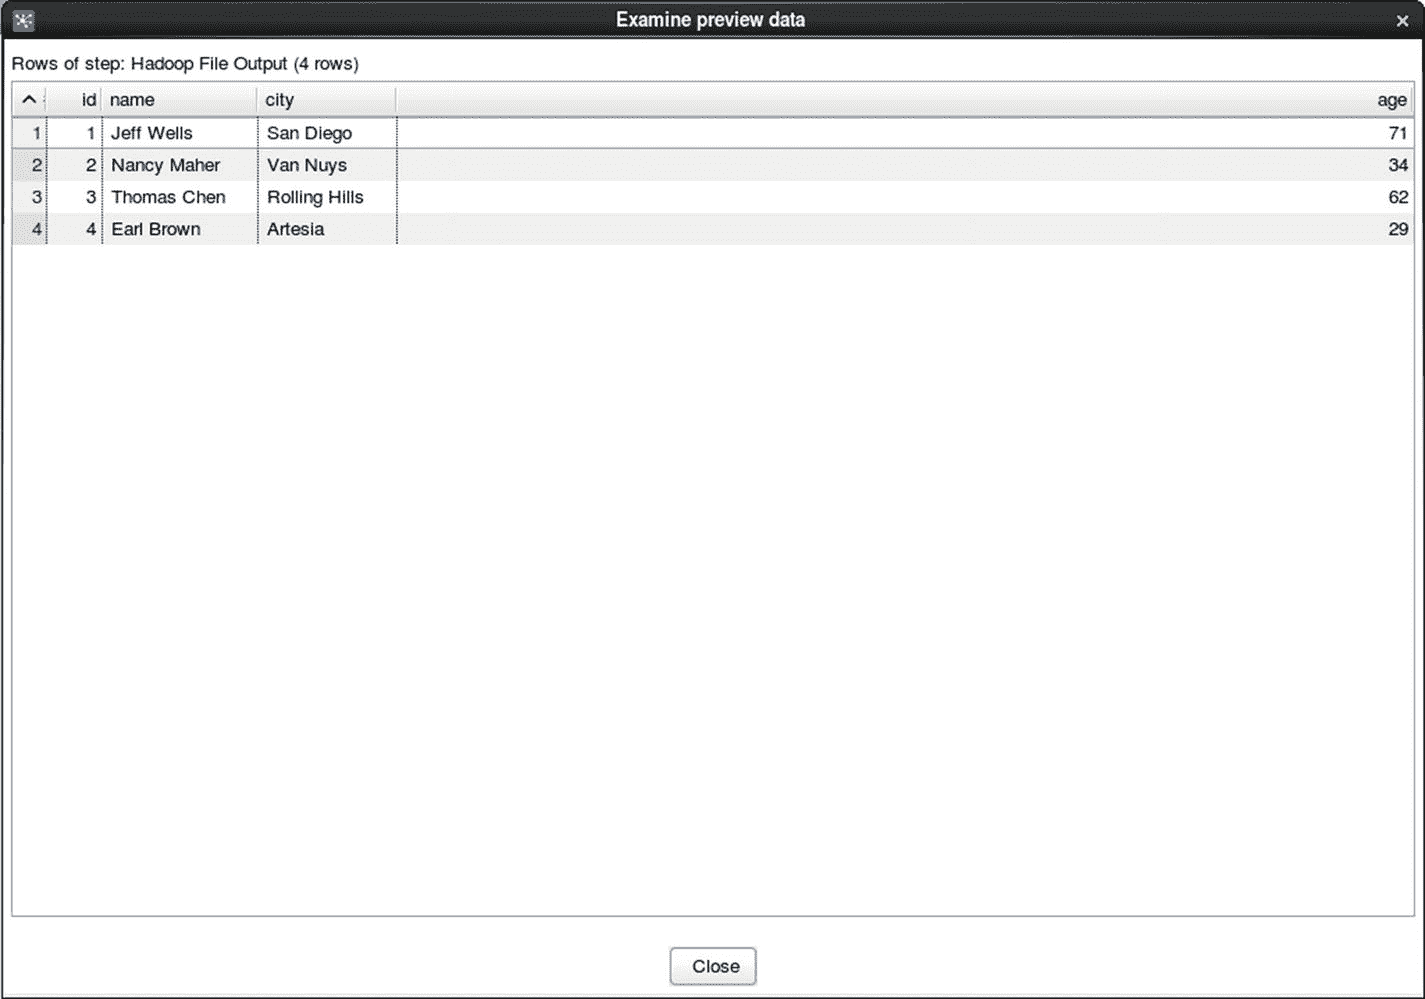 Examine preview data
Rows of step: Hadoop File Output (4 rows)
id name city age
1 1 Jeff Wells San Diego 71
2 2 Nancy Maher Van Nuys 34
3 3 Thomas Chen Rolling Hills 62
4 4 Earl Brown Artesia 29
Close